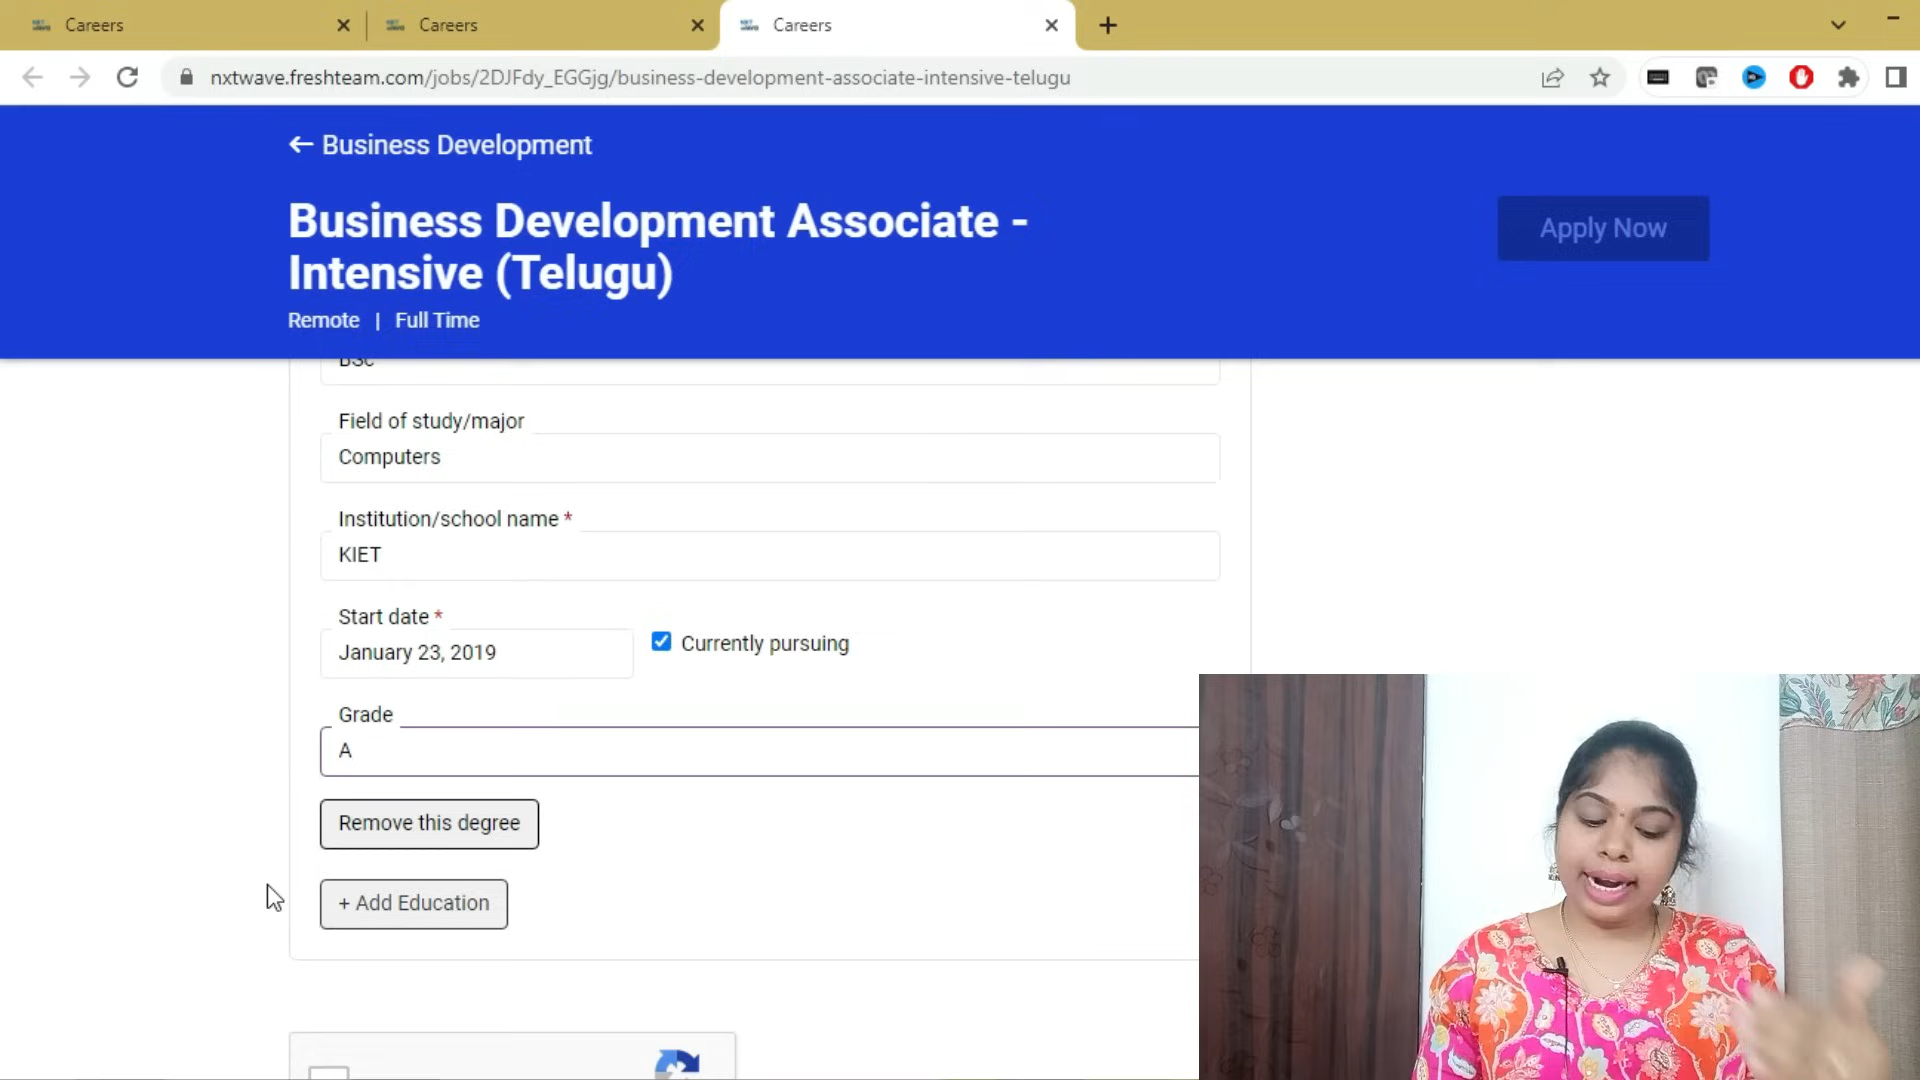 Careers
Careers
Careers
nxtwave.freshteam.com/jobs/2DJFdy_EGGjg/business-development-associate-intensive-telugu
← Business Development
Business Development Associate -
Intensive (Telugu)
Remote | Full Time
Apply Now
BSc
Field of study/major
Computers
Institution/school name *
KIET
Start date *
January 23, 2019
Currently pursuing
Grade
A
Remove this degree
+ Add Education